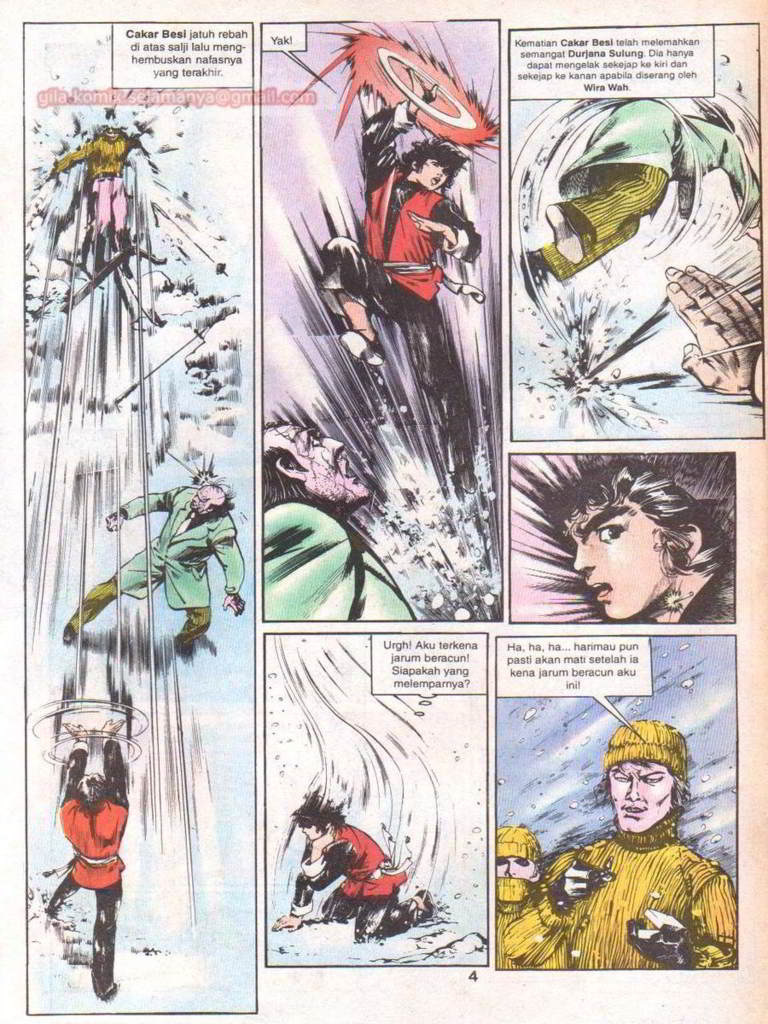 Cakar Besi jatuh rebah
di atas salji lalu meng-
hembuskan nafasnya
yang terakhir.
gila-komik-selamanya@gmail.com
Yak!
Kematian Cakar Besi telah melemahkan
semangat Durjana Sulung. Dia hanya
dapat mengelak sekejap ke kiri dan
sekejap ke kanan apabila diserang oleh
Wira Wah.
Urgh! Aku terkena
jarum beracun!
Siapakah yang
melemparnya?
Ha, ha, ha... harimau pun
pasti akan mati setelah ia
kena jarum beracun aku
ini!
4